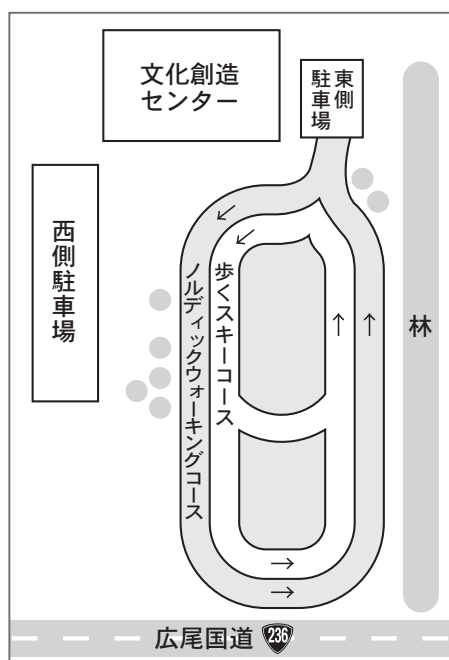 文化創造
センター
東側
駐車場
西側駐車場
歩くスキーコース
ノルディックウォーキングコース
林
↙
↙
↑ ↑
→
→
広尾国道 236